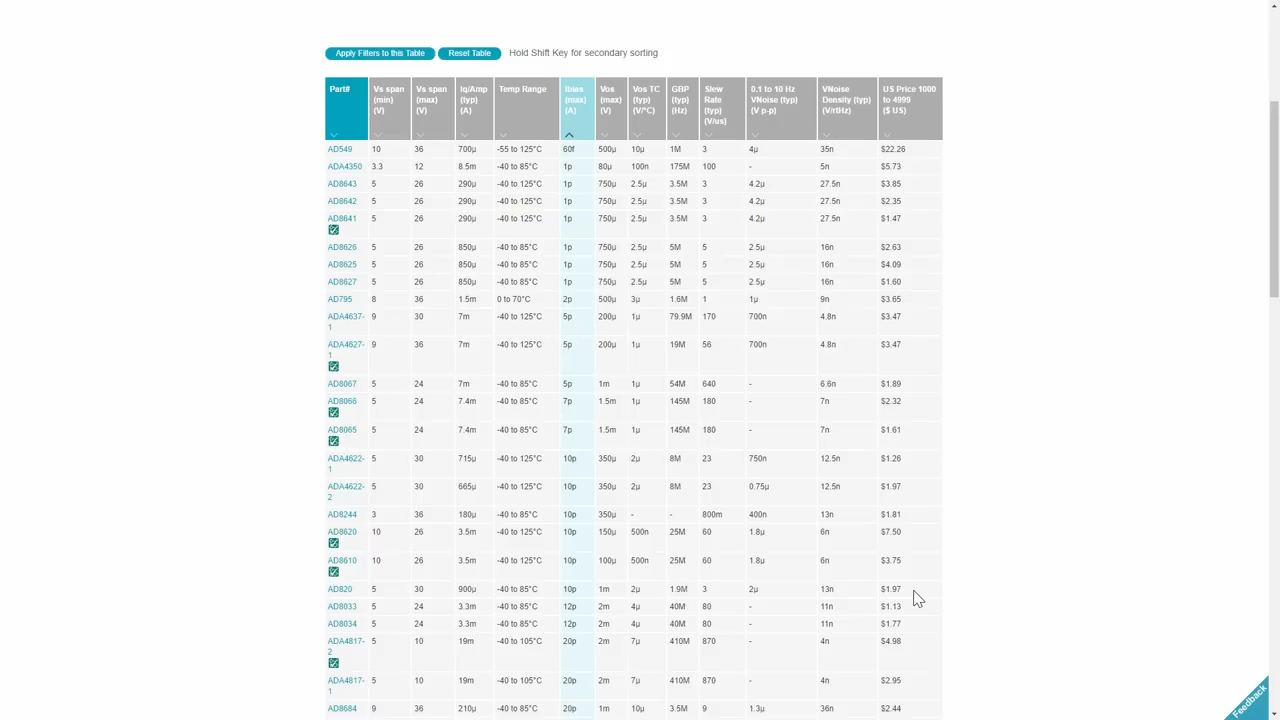 Apply Filters to this Table Reset Table Hold Shift Key for secondary sorting
Part# Vs span (min) (V) Vs span (max) (V) Iq/Amp (typ) (A) Temp Range Ibias (max) (A) Vos (max) (V) Vos TC (typ) (V/°C) GBP (typ) (Hz) Slew Rate (typ) (V/us) 0.1 to 10 Hz VNoise (typ) (V p-p) VNoise Density (typ) (V/rtHz) US Price 1000 to 4999 ($ US)
AD549 10 36 700µ -55 to 125°C 60f 500µ 10µ 1M 3 4µ 35n $22.26
ADA4350 3.3 12 8.5m -40 to 85°C 1p 80µ 100n 175M 100 - 5n $5.73
AD8643 5 26 290µ -40 to 125°C 1p 750µ 2.5µ 3.5M 3 4.2µ 27.5n $3.85
AD8642 5 26 290µ -40 to 125°C 1p 750µ 2.5µ 3.5M 3 4.2µ 27.5n $2.35
AD8641 5 26 290µ -40 to 125°C 1p 750µ 2.5µ 3.5M 3 4.2µ 27.5n $1.47
AD8626 5 26 850µ -40 to 85°C 1p 750µ 2.5µ 5M 5 2.5µ 16n $2.63
AD8625 5 26 850µ -40 to 85°C 1p 750µ 2.5µ 5M 5 2.5µ 16n $4.09
AD8627 5 26 850µ -40 to 85°C 1p 750µ 2.5µ 5M 5 2.5µ 16n $1.60
AD795 8 36 1.5m 0 to 70°C 2p 500µ 3µ 1.6M 1 1µ 9n $3.65
ADA4637-1 9 30 7m -40 to 125°C 5p 200µ 1µ 79.9M 170 700n 4.8n $3.47
ADA4627-1 9 36 7m -40 to 125°C 5p 200µ 1µ 19M 56 700n 4.8n $3.47
AD8067 5 24 7m -40 to 85°C 5p 1m 1µ 54M 640 - 6.6n $1.89
AD8066 5 24 7.4m -40 to 85°C 7p 1.5m 1µ 145M 180 - 7n $2.32
AD8065 5 24 7.4m -40 to 85°C 7p 1.5m 1µ 145M 180 - 7n $1.61
ADA4622-1 5 30 715µ -40 to 125°C 10p 350µ 2µ 8M 23 750n 12.5n $1.26
ADA4622-2 5 30 665µ -40 to 125°C 10p 350µ 2µ 8M 23 0.75µ 12.5n $1.97
AD8244 3 36 180µ -40 to 85°C 10p 350µ - - 800m 400n 13n $1.81
AD8620 10 26 3.5m -40 to 125°C 10p 150µ 500n 25M 60 1.8µ 6n $7.50
AD8610 10 26 3.5m -40 to 125°C 10p 100µ 500n 25M 60 1.8µ 6n $3.75
AD820 5 30 900µ -40 to 85°C 10p 1m 2µ 1.9M 3 2µ 13n $1.97
AD8033 5 24 3.3m -40 to 85°C 12p 2m 4µ 40M 80 - 11n $1.13
AD8034 5 24 3.3m -40 to 85°C 12p 2m 4µ 40M 80 - 11n $1.77
ADA4817-2 5 10 19m -40 to 105°C 20p 2m 7µ 410M 870 - 4n $4.98
ADA4817-1 5 10 19m -40 to 105°C 20p 2m 7µ 410M 870 - 4n $2.95
AD8684 9 36 210µ -40 to 85°C 20p 1m 10µ 3.5M 9 1.3µ 36n $2.44
Feedback